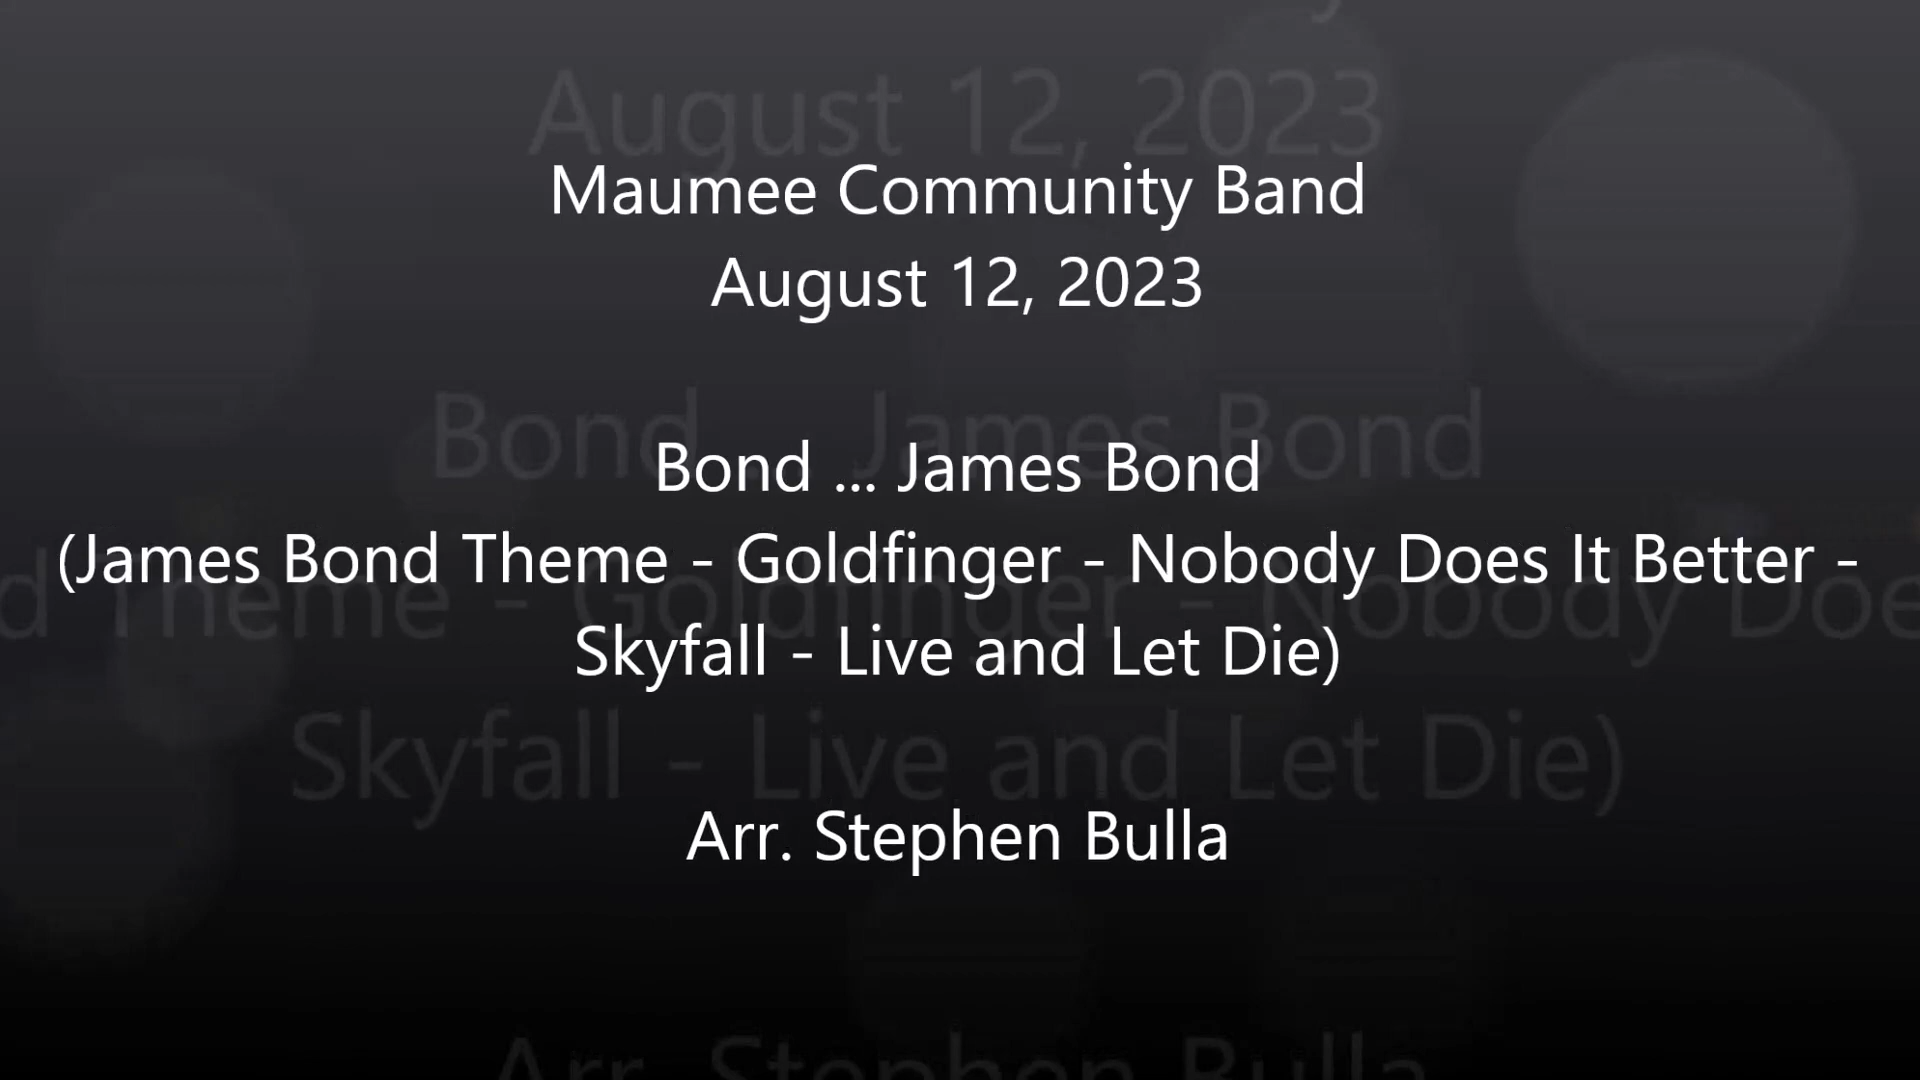 Maumee Community Band
August 12, 2023
Bond ... James Bond
(James Bond Theme - Goldfinger - Nobody Does It Better -
Skyfall - Live and Let Die)
Arr. Stephen Bulla